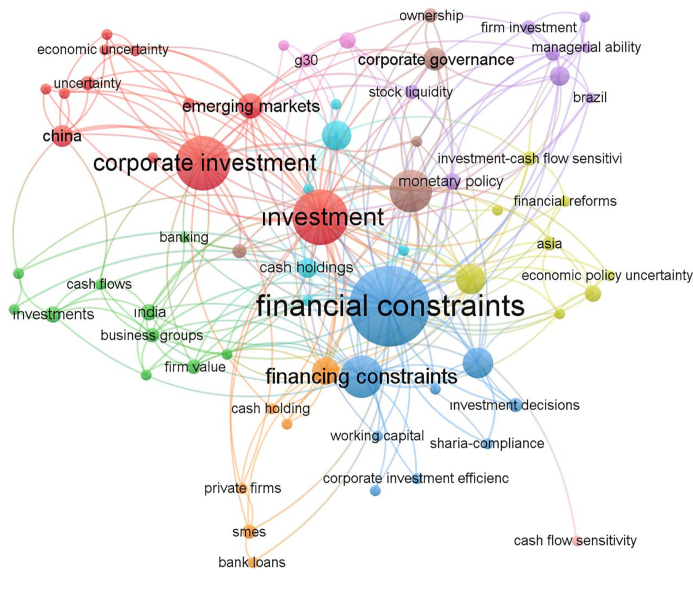 ownership
firm investment
economic uncertainty
managerial ability
g30
corporate governance
uncertainty
stock liquidity
brazil
emerging markets
china
corporate investment
investment-cash flow sensitivi
monetary policy
financial reforms
investment
banking
asia
cash holdings
economic policy uncertainty
cash flows
financial constraints
investments
india
business groups
firm value
financing constraints
cash holding
investment decisions
working capital
sharia-compliance
corporate investment efficienc
private firms
smes
cash flow sensitivity
bank loans